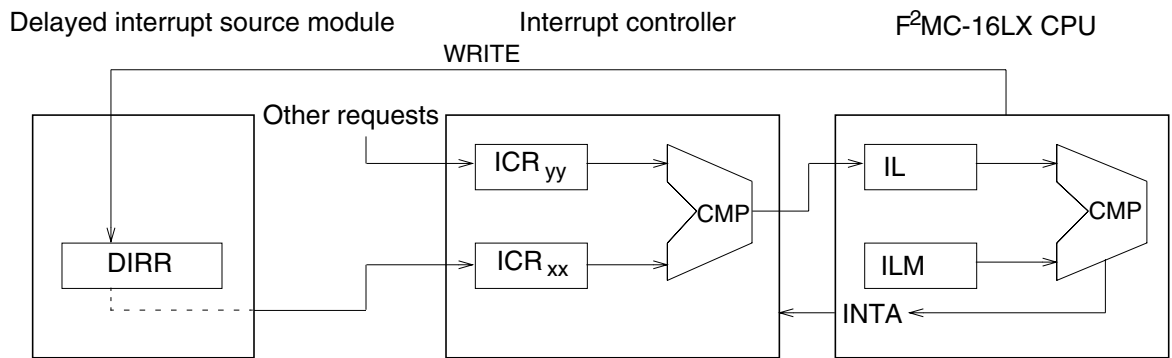 Delayed interrupt source module
Interrupt controller
F²MC-16LX CPU
WRITE
Other requests
ICR yy
CMP
IL
CMP
DIRR
ICR xx
ILM
INTA